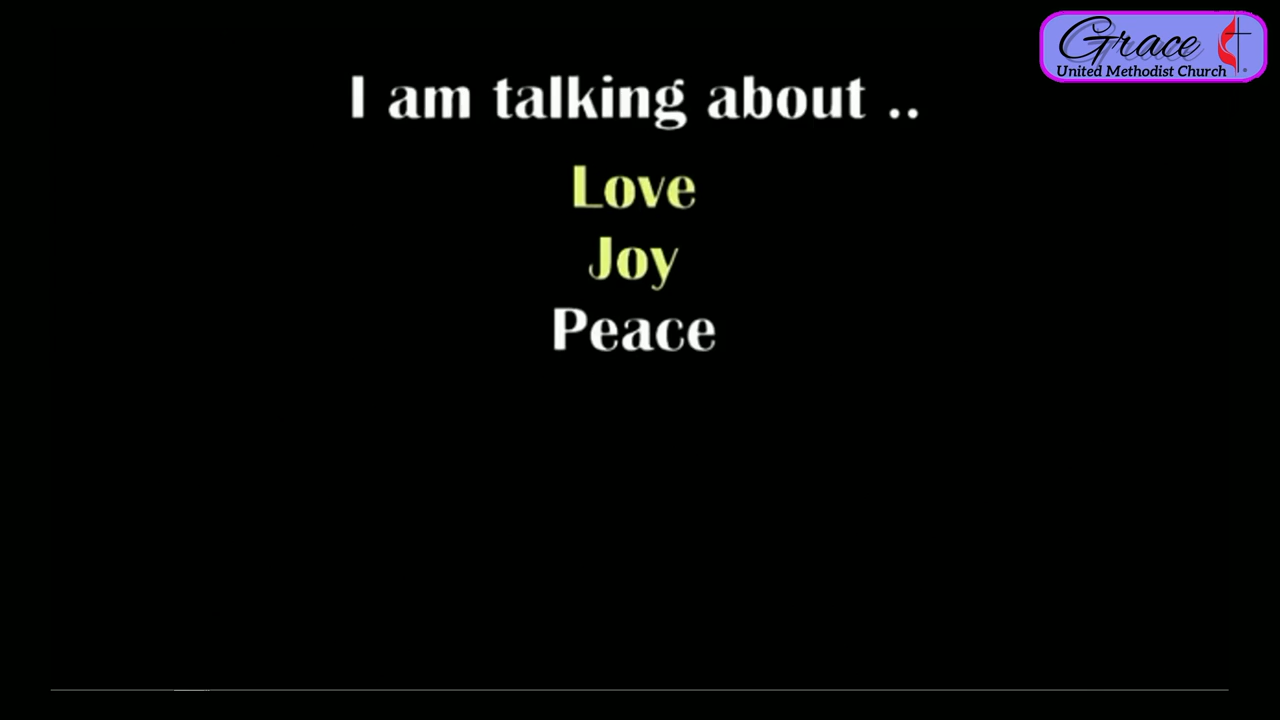 Grace
United Methodist Church
I am talking about ..
Love
Joy
Peace